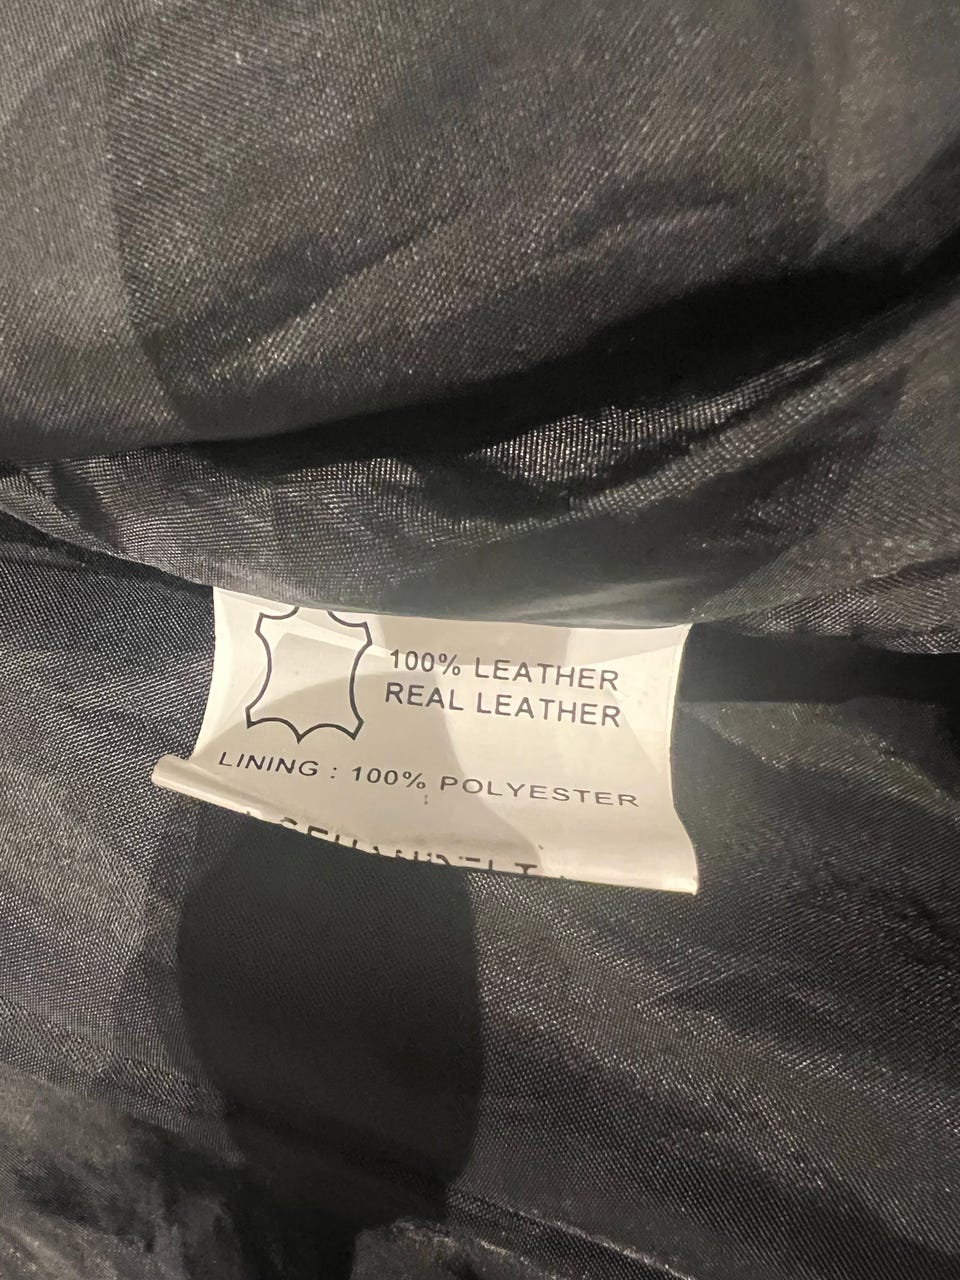 100% LEATHER
REAL LEATHER
LINING : 100% POLYESTER